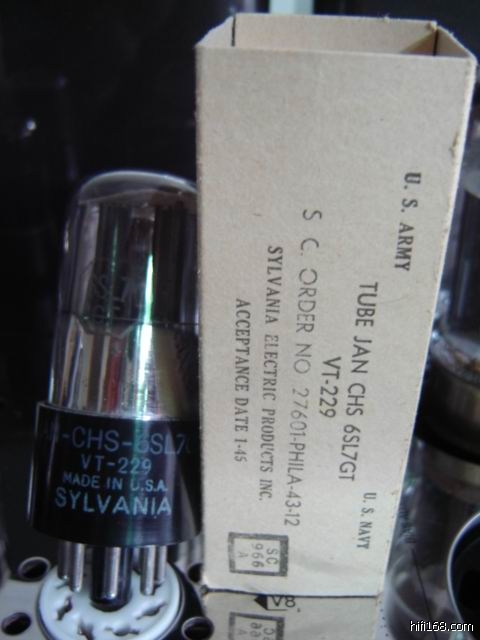 U. S. ARMY
U. S. NAVY
TUBE JAN CHS 6SL7GT
VT-229
S C. ORDER NO 27601-PHILA-43-12
SYLVANIA ELECTRIC PRODUCTS INC.
ACCEPTANCE DATE 1-45
SC
966
A
-CHS-6SL7
VT-229
MADE IN U.S.A.
SYLVANIA
V8
hifi168.com